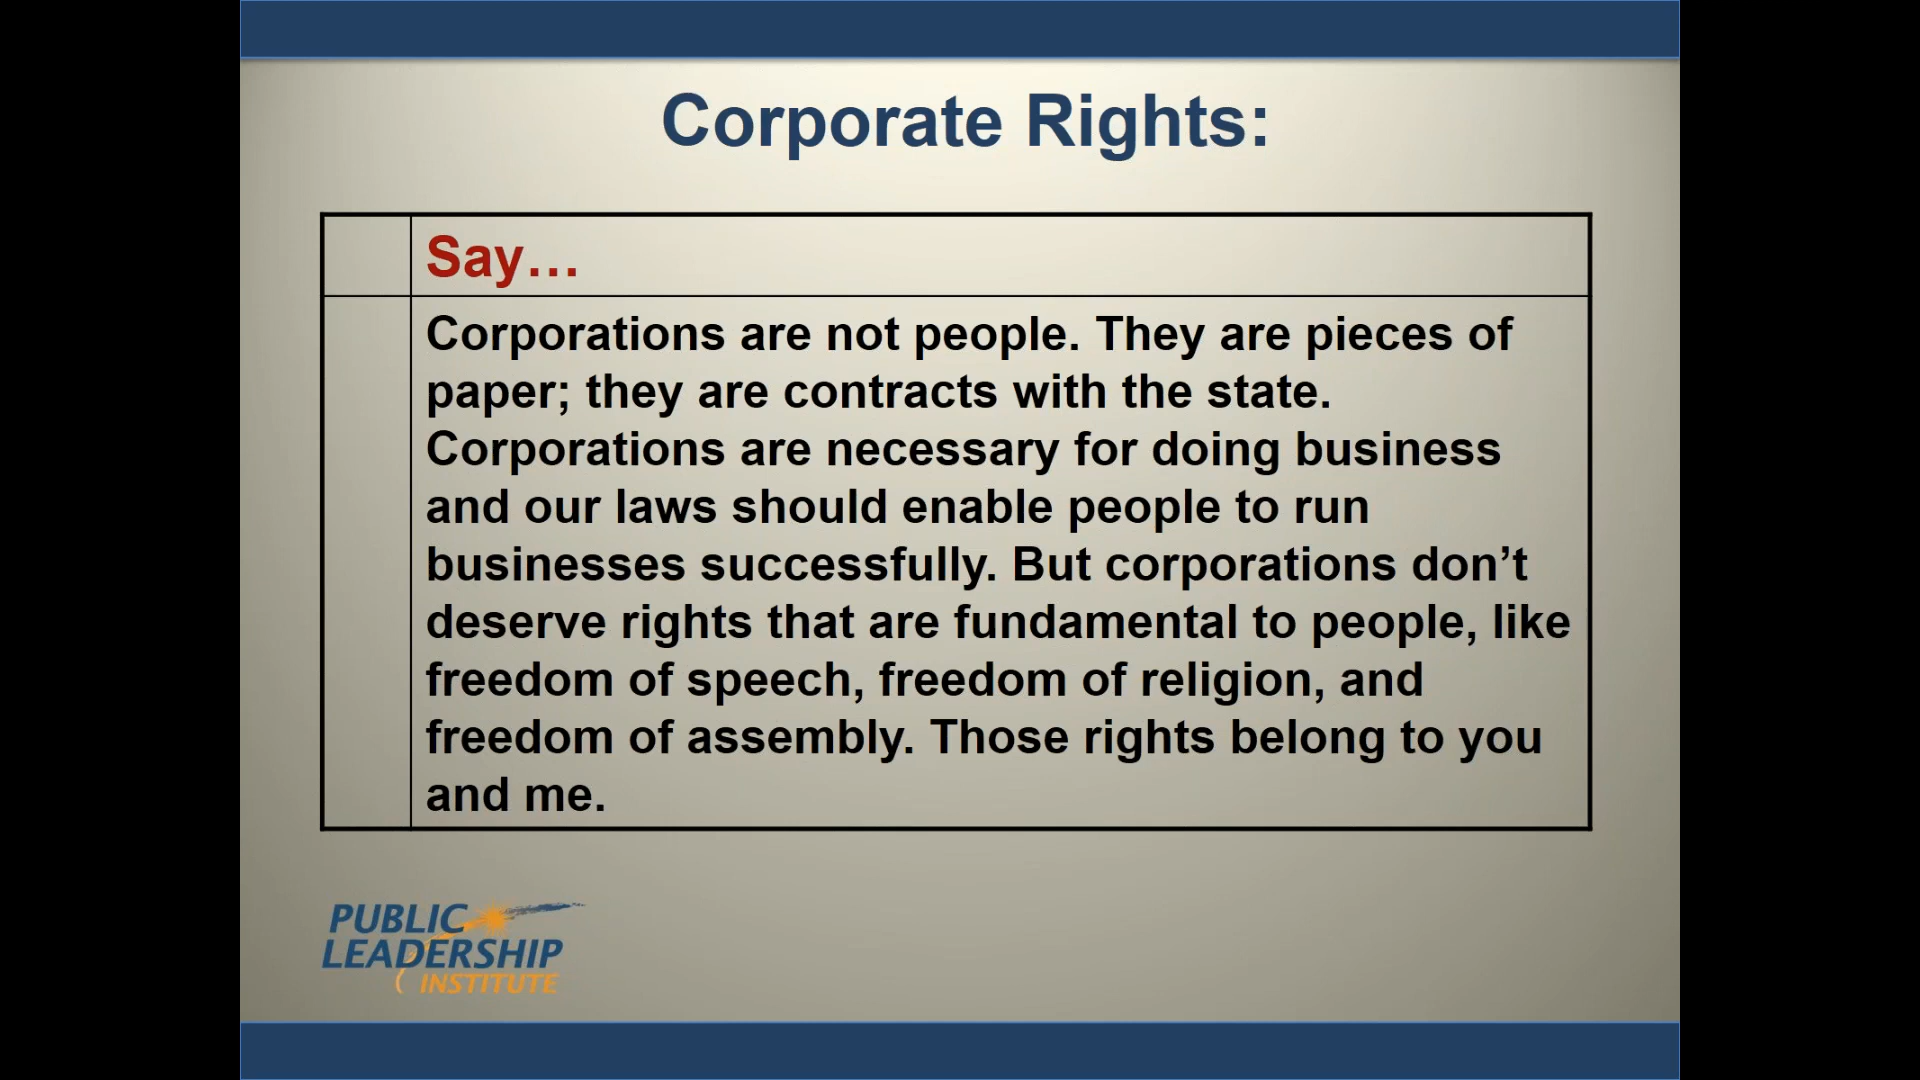 Corporate Rights:
Say…
Corporations are not people. They are pieces of
paper; they are contracts with the state.
Corporations are necessary for doing business
and our laws should enable people to run
businesses successfully. But corporations don’t
deserve rights that are fundamental to people, like
freedom of speech, freedom of religion, and
freedom of assembly. Those rights belong to you
and me.
PUBLIC
LEADERSHIP
INSTITUTE